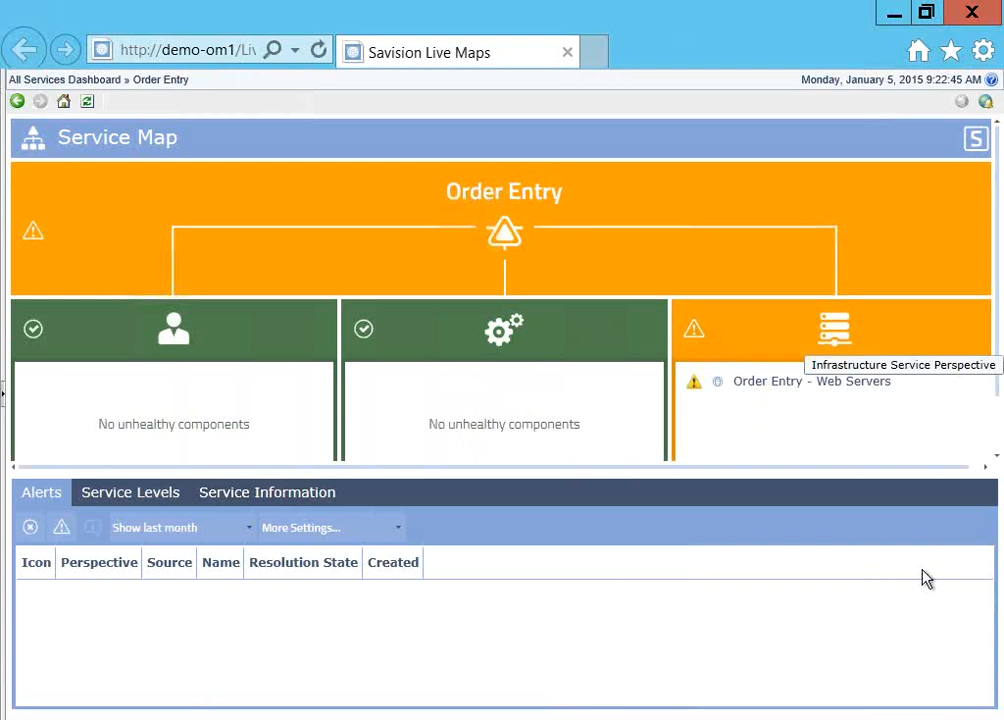 http://demo-om1/Liv
Savision Live Maps
All Services Dashboard » Order Entry
Monday, January 5, 2015 9:22:45 AM
Service Map
S
Order Entry
Infrastructure Service Perspective
Order Entry - Web Servers
No unhealthy components
No unhealthy components
Alerts Service Levels Service Information
Show last month More Settings...
Icon Perspective Source Name Resolution State Created